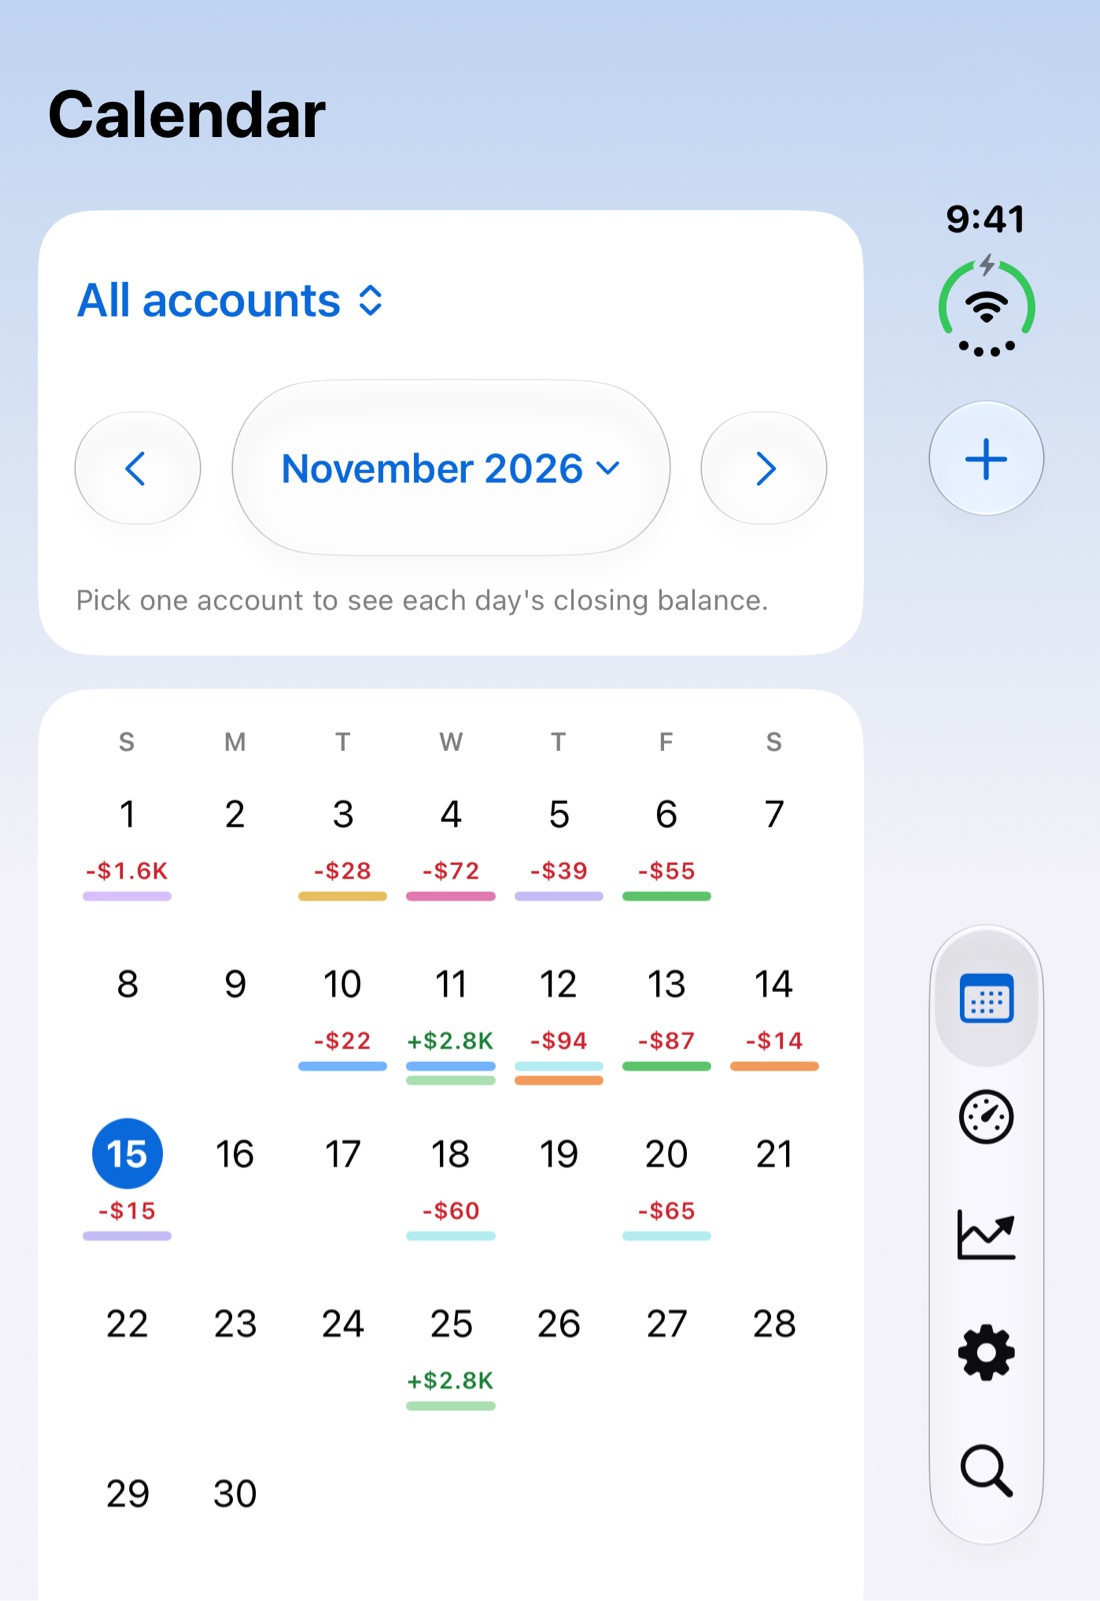 Calendar
9:41
All accounts
November 2026
Pick one account to see each day's closing balance.
S M T W T F S
1 2 3 4 5 6 7
-$1.6K -$28 -$72 -$39 -$55
8 9 10 11 12 13 14
-$22 +$2.8K -$94 -$87 -$14
15 16 17 18 19 20 21
-$15 -$60 -$65
22 23 24 25 26 27 28
+$2.8K
29 30